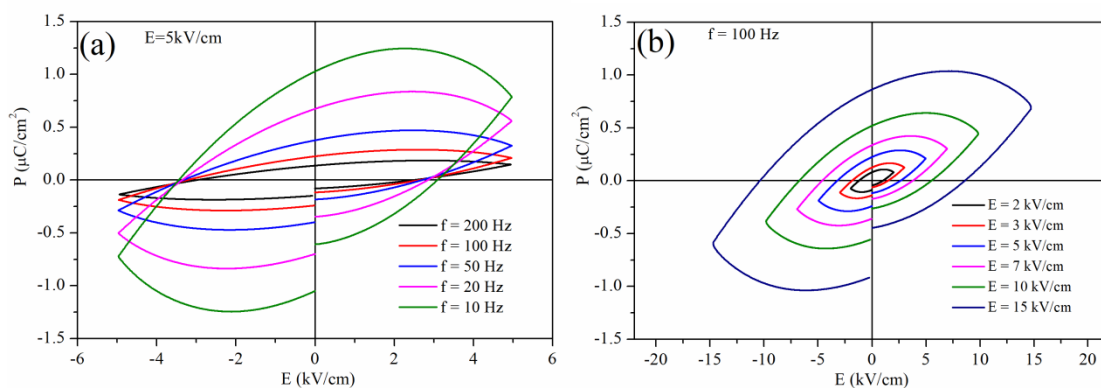 (a)
E=5kV/cm
P (μC/cm²)
1.5
1.0
0.5
0.0
-0.5
-1.0
-1.5
f = 200 Hz
f = 100 Hz
f = 50 Hz
f = 20 Hz
f = 10 Hz
-6 -4 -2 0 2 4 6
E (kV/cm)
(b)
f = 100 Hz
P (μC/cm²)
1.5
1.0
0.5
0.0
-0.5
-1.0
-1.5
E = 2 kV/cm
E = 3 kV/cm
E = 5 kV/cm
E = 7 kV/cm
E = 10 kV/cm
E = 15 kV/cm
-20 -15 -10 -5 0 5 10 15 20
E (kV/cm)